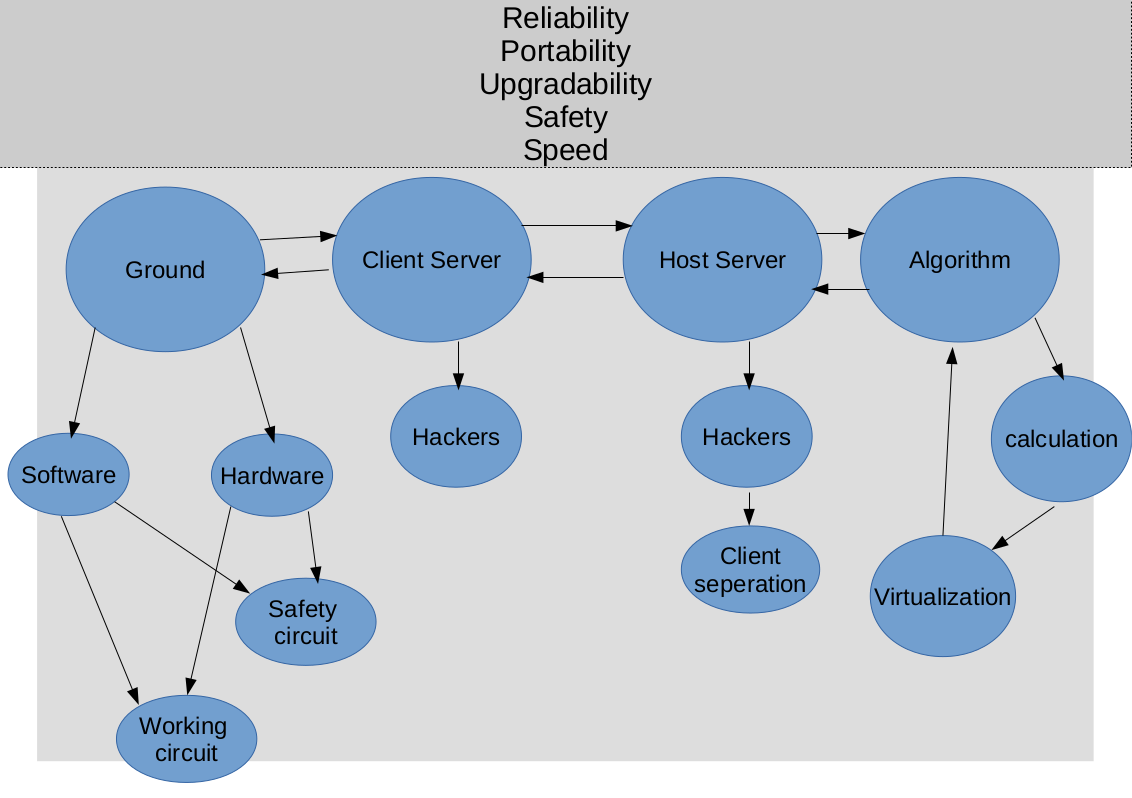 Reliability
Portability
Upgradability
Safety
Speed
Ground
Client Server
Host Server
Algorithm
Hackers
Hackers
calculation
Software
Hardware
Client
seperation
Virtualization
Safety
circuit
Working
circuit